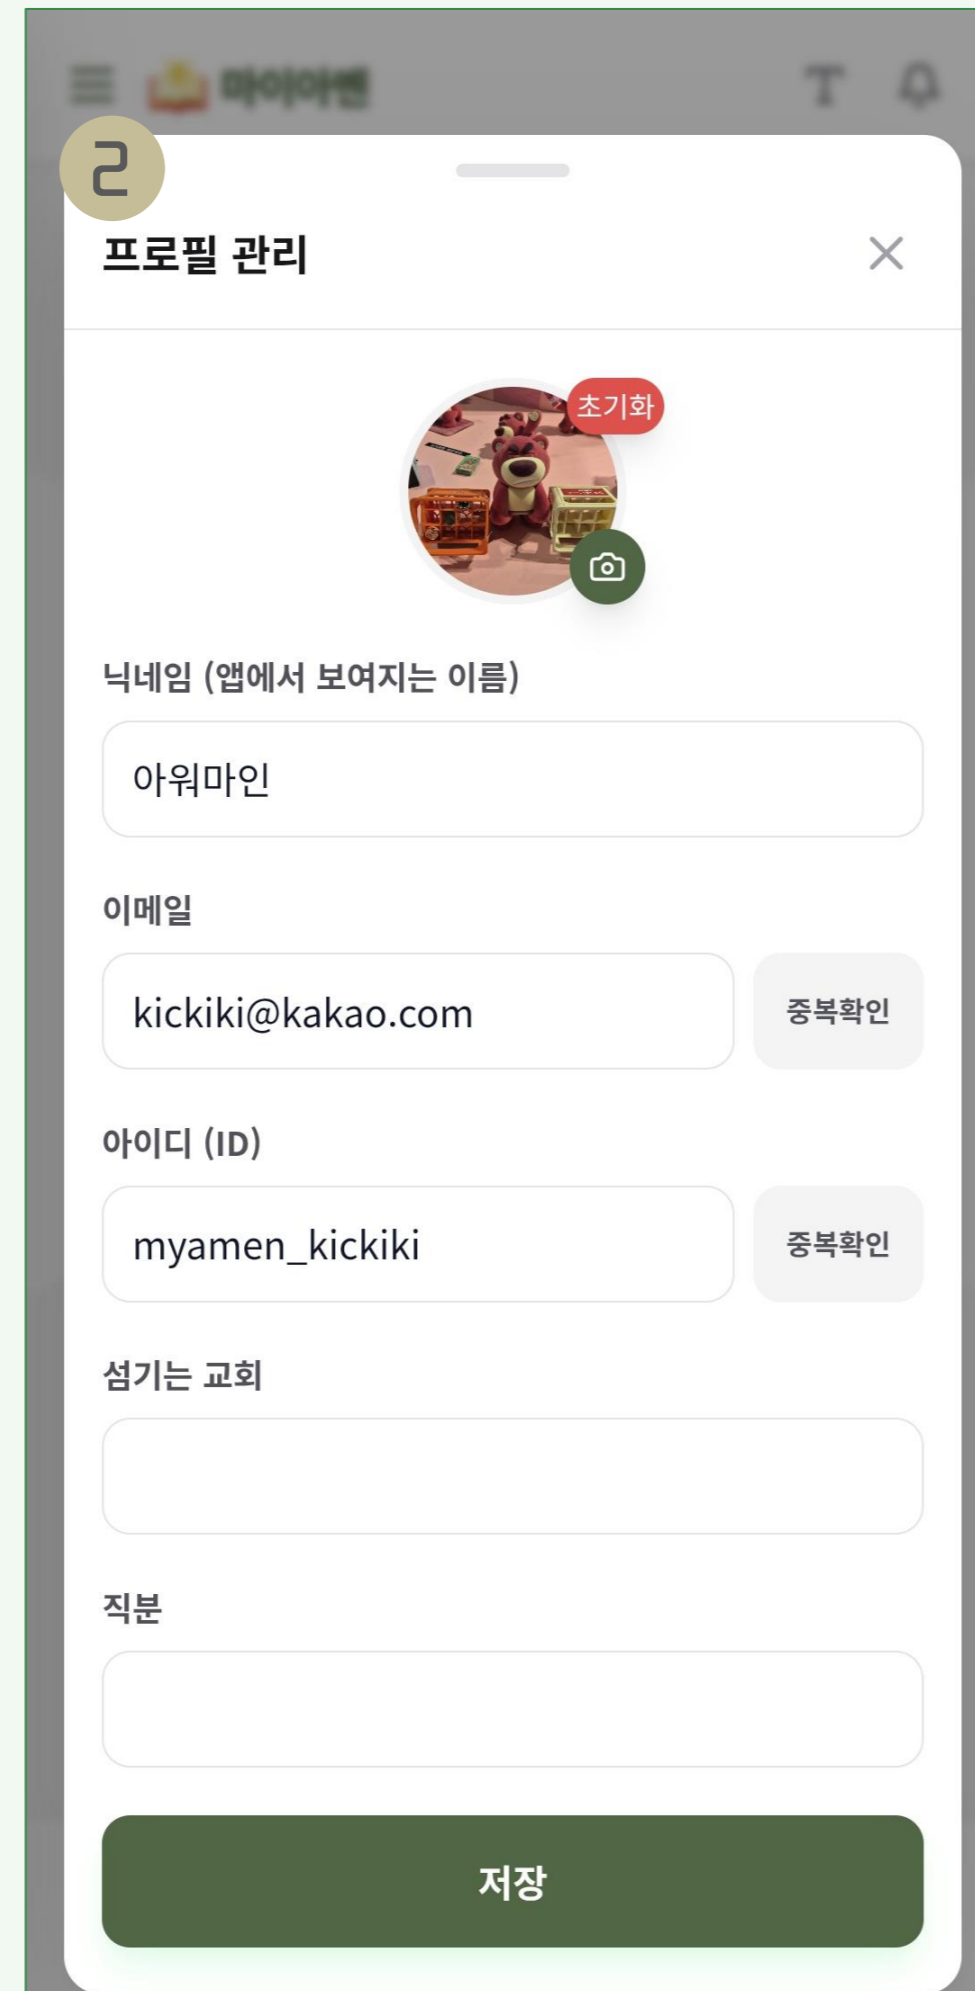 마이아멘
T
2
프로필 관리
초기화
닉네임 (앱에서 보여지는 이름)
아워마인
이메일
kickiki@kakao.com
중복확인
아이디 (ID)
myamen_kickiki
중복확인
섬기는 교회
직분
저장